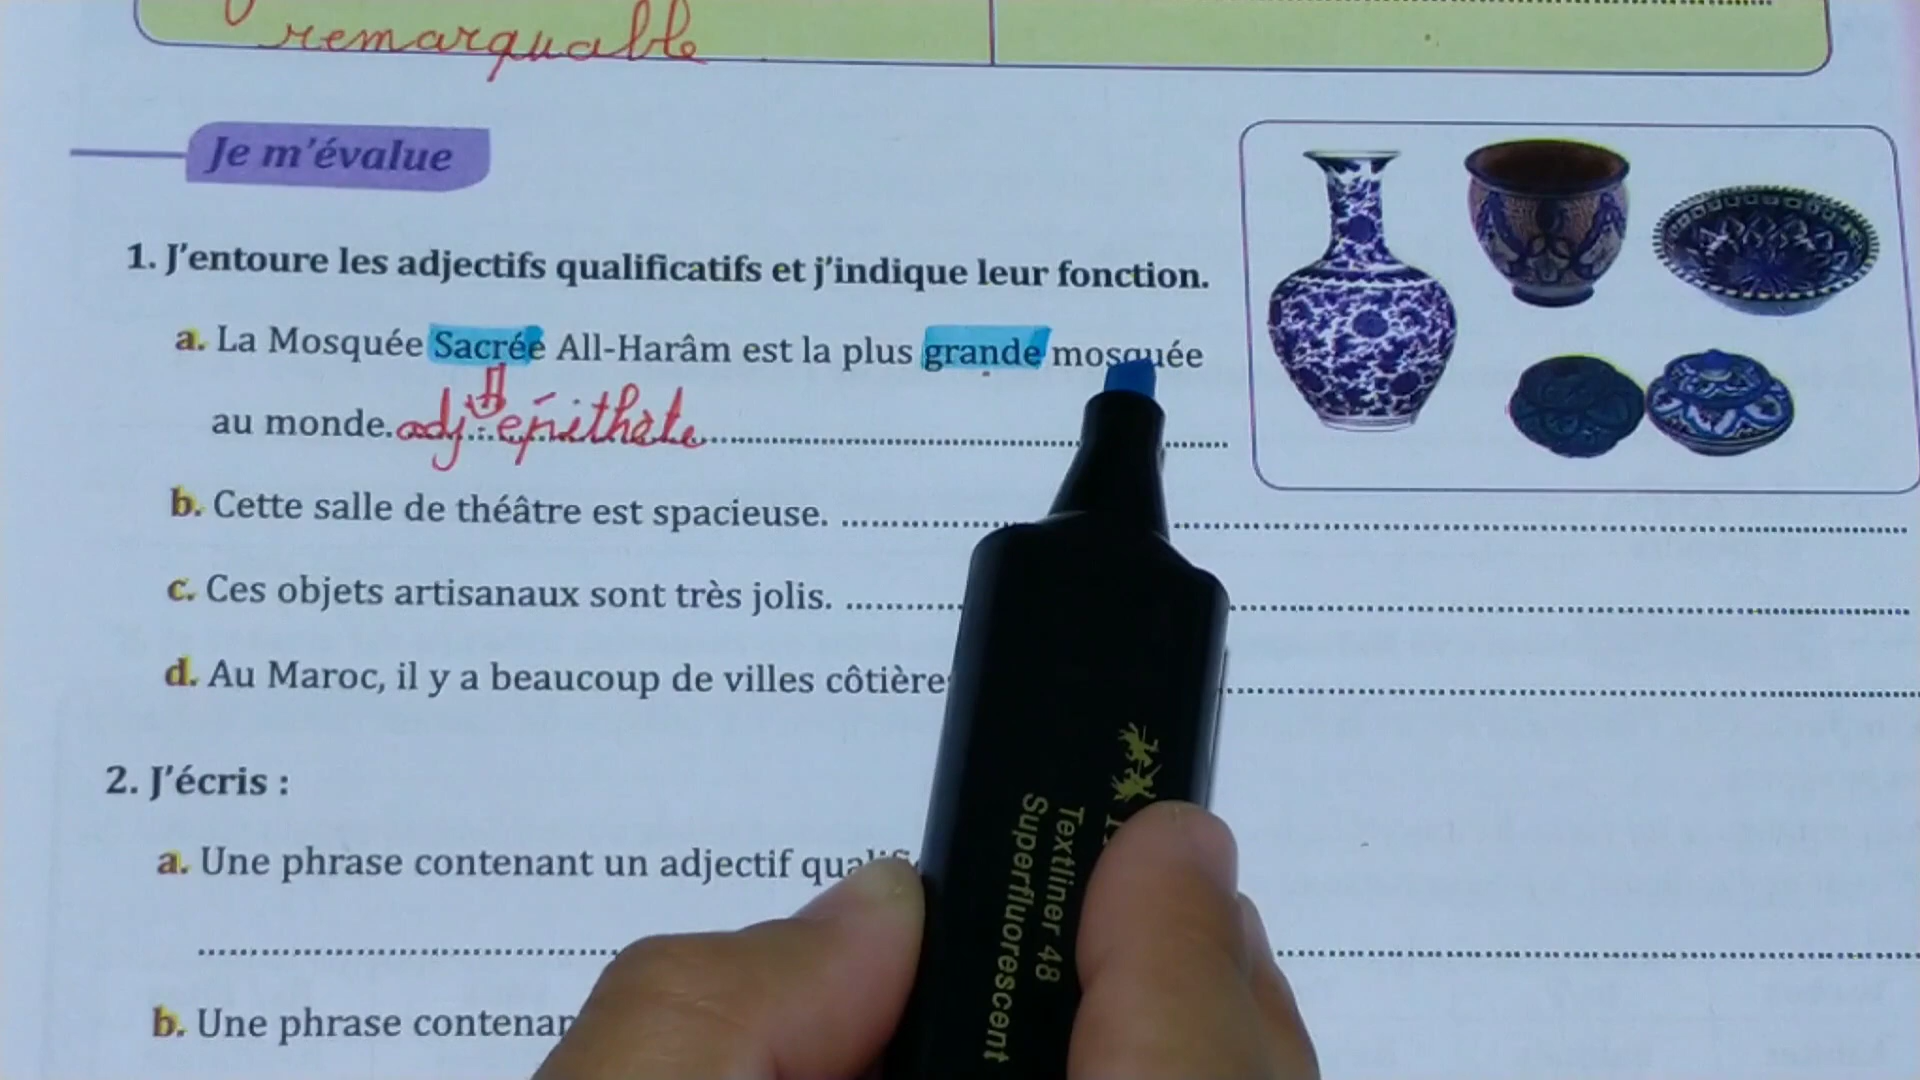 remarquable
Je m'évalue
1. J'entoure les adjectifs qualificatifs et j'indique leur fonction.
a. La Mosquée Sacrée All-Harâm est la plus grande mosquée
au monde. adj épithète
b. Cette salle de théâtre est spacieuse.
c. Ces objets artisanaux sont très jolis.
d. Au Maroc, il y a beaucoup de villes côtière
2. J'écris :
a. Une phrase contenant un adjectif
b. Une phrase
Textliner 48
Superfluorescent